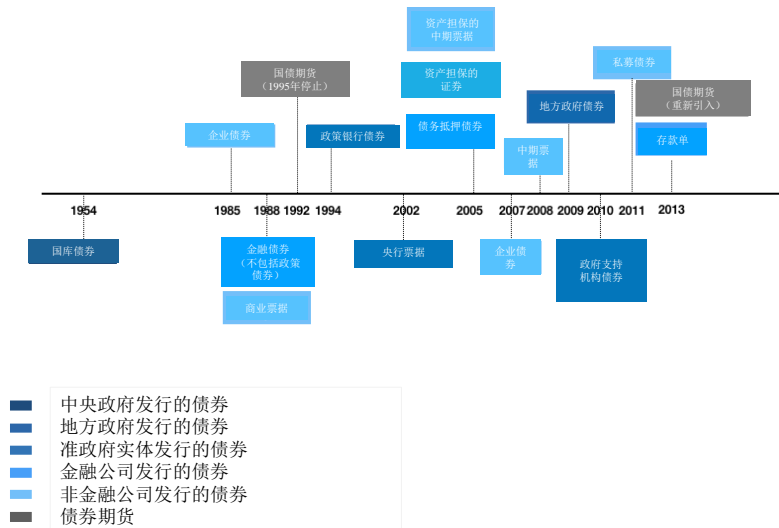 资产担保的
中期票据
国债期货
（1995年停止）
资产担保的
证券
私募债券
国债期货
（重新引入）
地方政府债券
企业债券
政策银行债券
债务抵押债券
中期票
据
存款单
1954
1985
1988
1992
1994
2002
2005
2007
2008
2009
2010
2011
2013
国库债券
金融债券
（不包括政策
债券）
央行票据
企业债
券
政府支持
机构债券
商业票据
中央政府发行的债券
地方政府发行的债券
准政府实体发行的债券
金融公司发行的债券
非金融公司发行的债券
债券期货